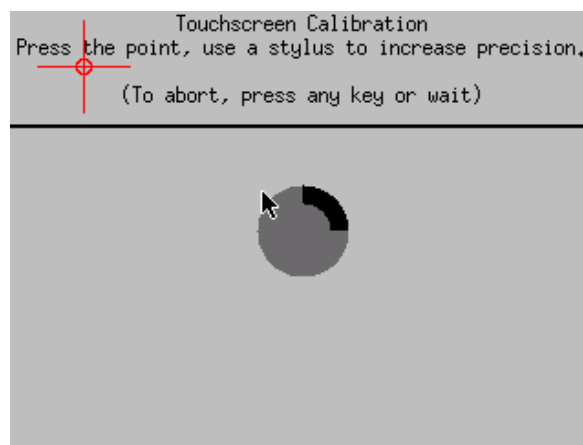 Touchscreen Calibration
Press the point, use a stylus to increase precision.
(To abort, press any key or wait)